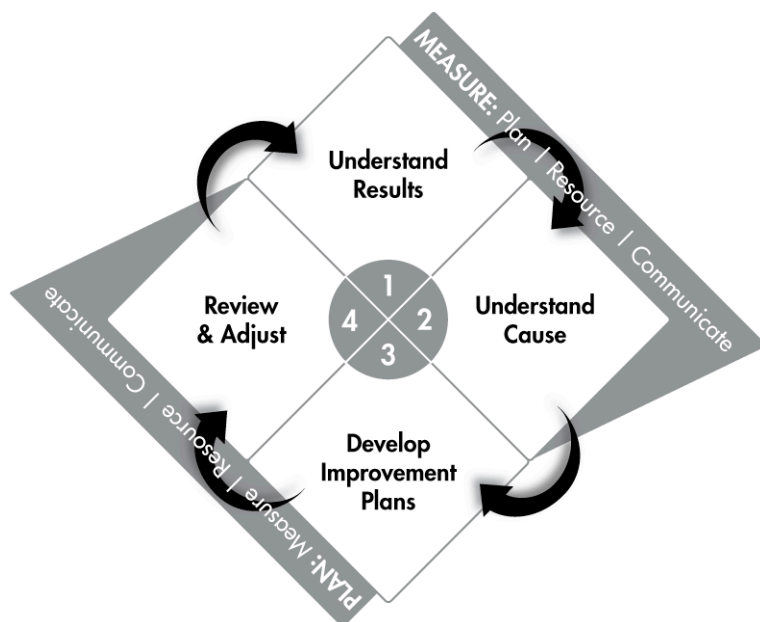 MEASURE: Plan | Resource | Communicate
Understand
Results
1
2
3
4
Understand
Cause
Develop
Improvement
Plans
Review
& Adjust
PLAN: Measure | Resource | Communicate